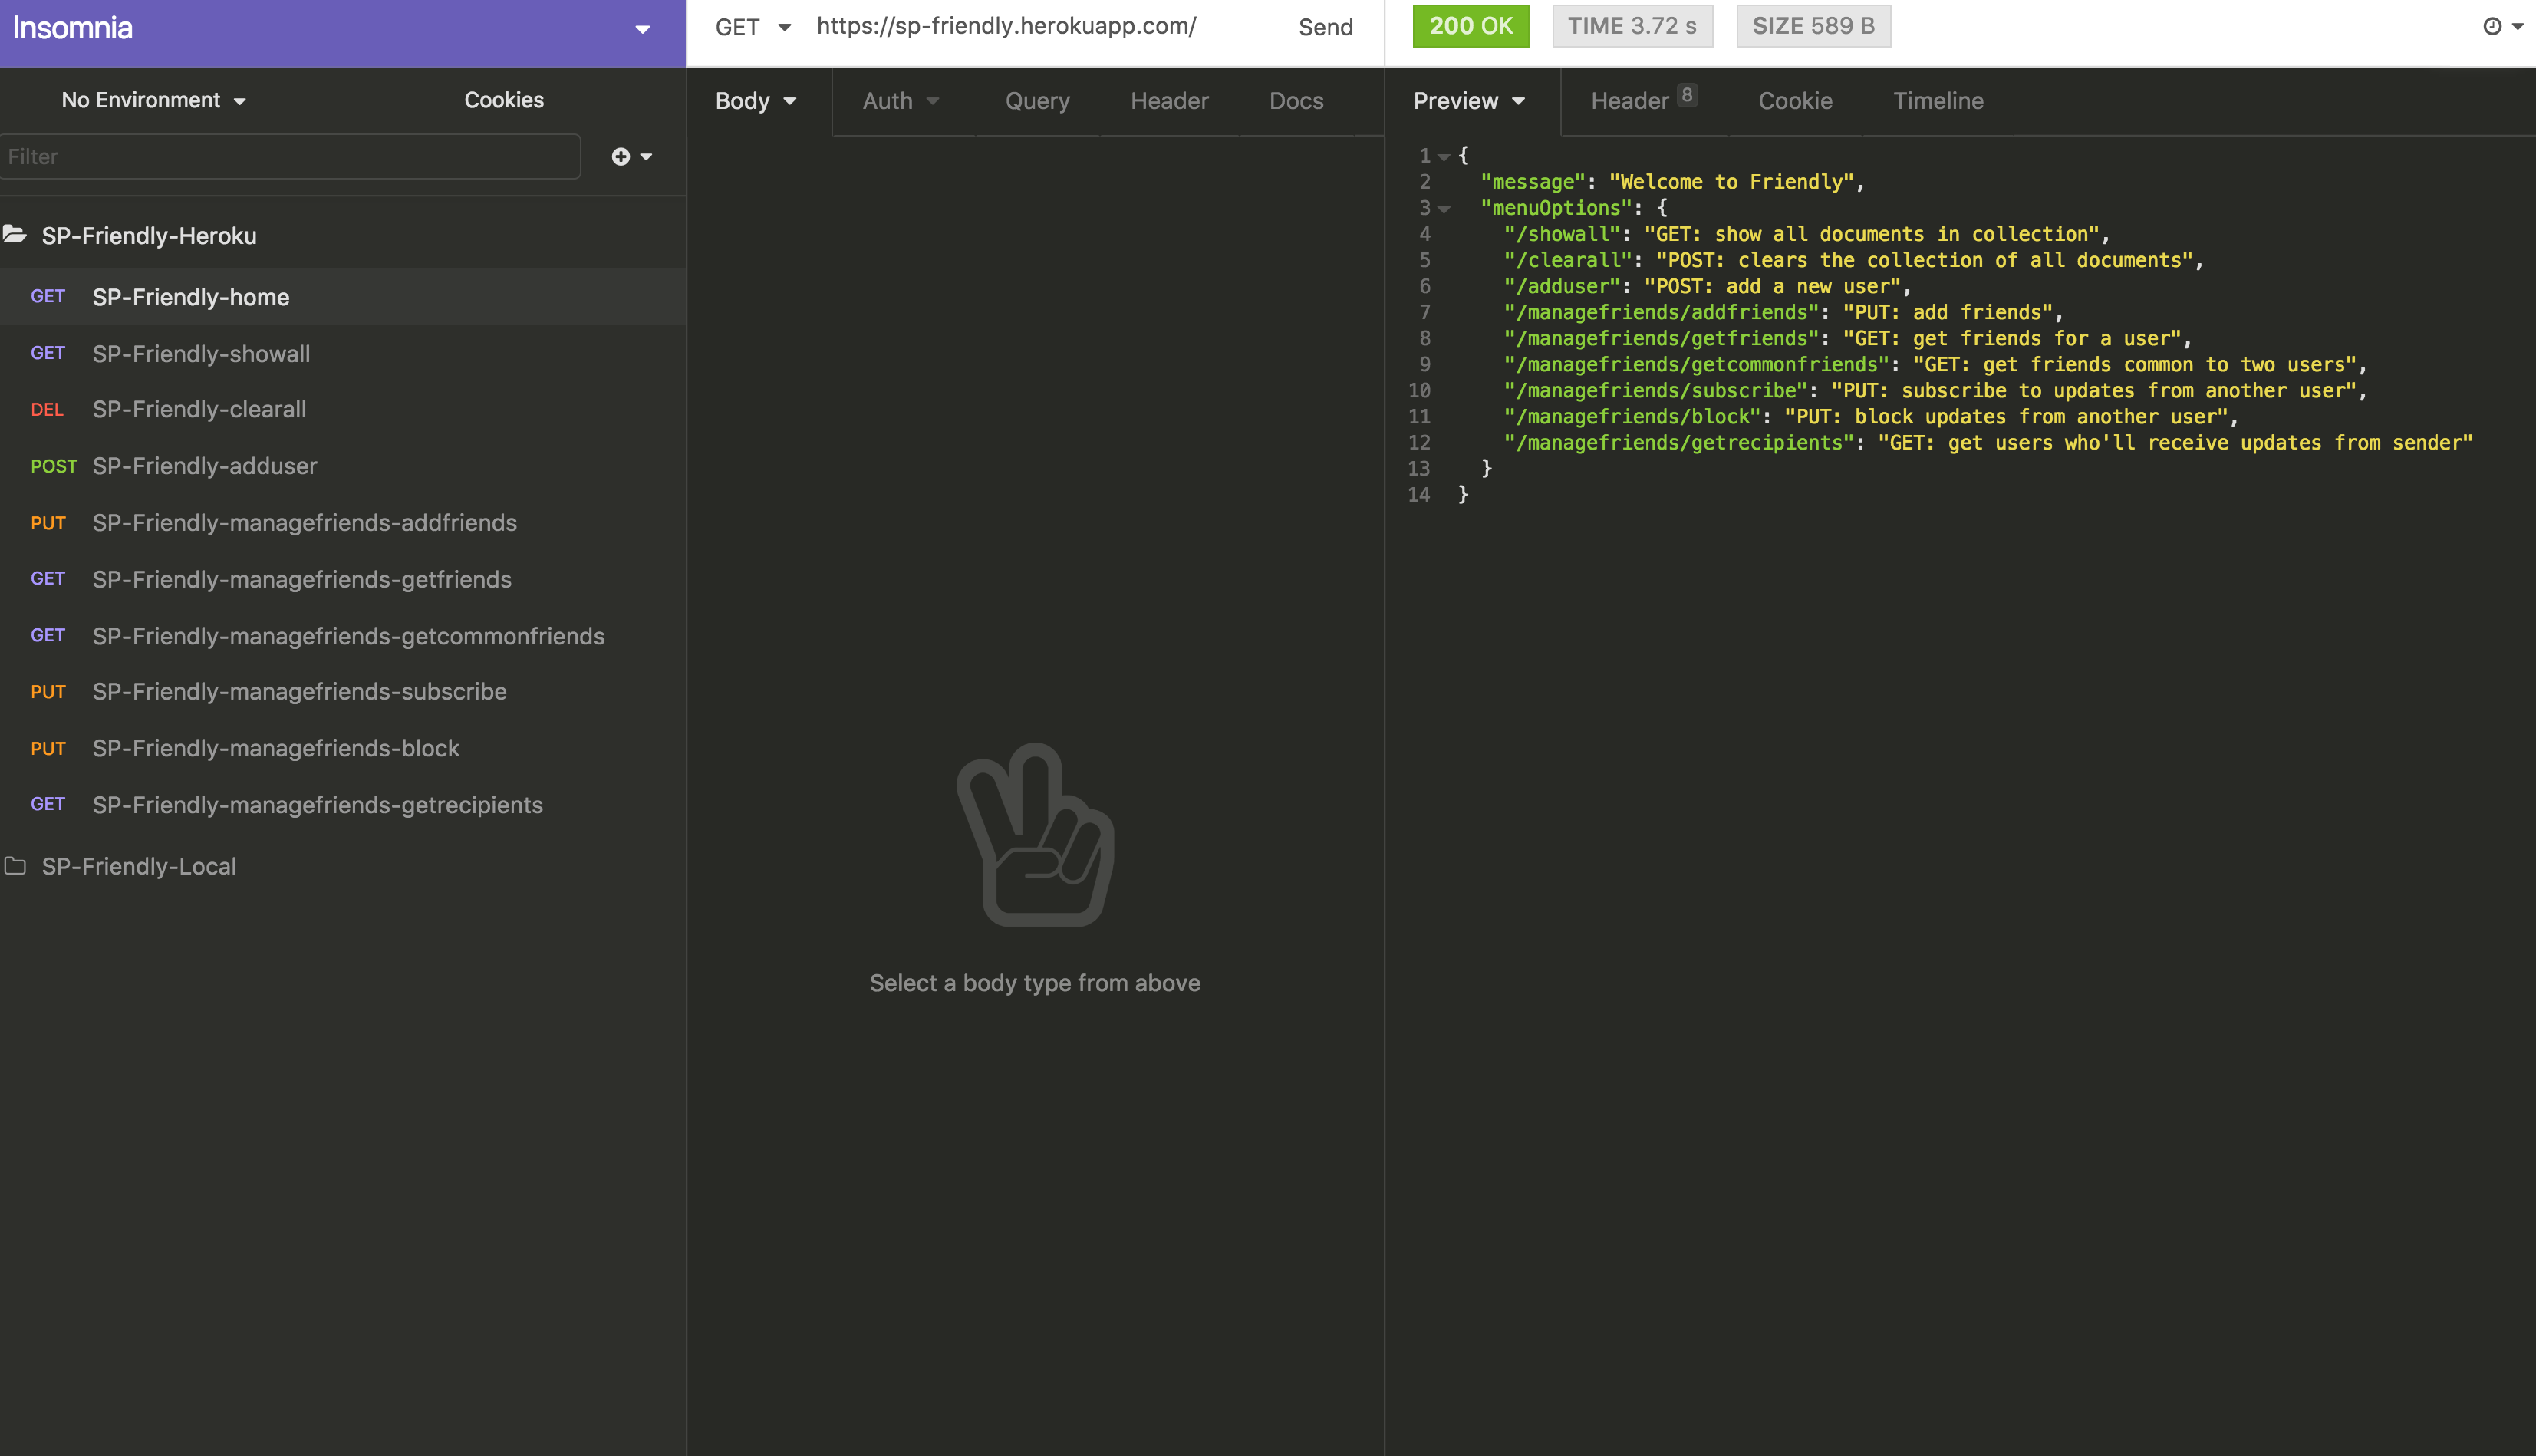 Insomnia
No Environment
Cookies
Filter
SP-Friendly-Heroku
GET SP-Friendly-home
GET SP-Friendly-showall
DEL SP-Friendly-clearall
POST SP-Friendly-adduser
PUT SP-Friendly-managefriends-addfriends
GET SP-Friendly-managefriends-getfriends
GET SP-Friendly-managefriends-getcommonfriends
PUT SP-Friendly-managefriends-subscribe
PUT SP-Friendly-managefriends-block
GET SP-Friendly-managefriends-getrecipients
SP-Friendly-Local
GET https://sp-friendly.herokuapp.com/ Send
Body Auth Query Header Docs
Select a body type from above
200 OK TIME 3.72 s SIZE 589 B
Preview Header 8 Cookie Timeline
1 {
2 "message": "Welcome to Friendly",
3 "menuOptions": {
4 "/showall": "GET: show all documents in collection",
5 "/clearall": "POST: clears the collection of all documents",
6 "/adduser": "POST: add a new user",
7 "/managefriends/addfriends": "PUT: add friends",
8 "/managefriends/getfriends": "GET: get friends for a user",
9 "/managefriends/getcommonfriends": "GET: get friends common to two users",
10 "/managefriends/subscribe": "PUT: subscribe to updates from another user",
11 "/managefriends/block": "PUT: block updates from another user",
12 "/managefriends/getrecipients": "GET: get users who'll receive updates from sender"
13 }
14 }